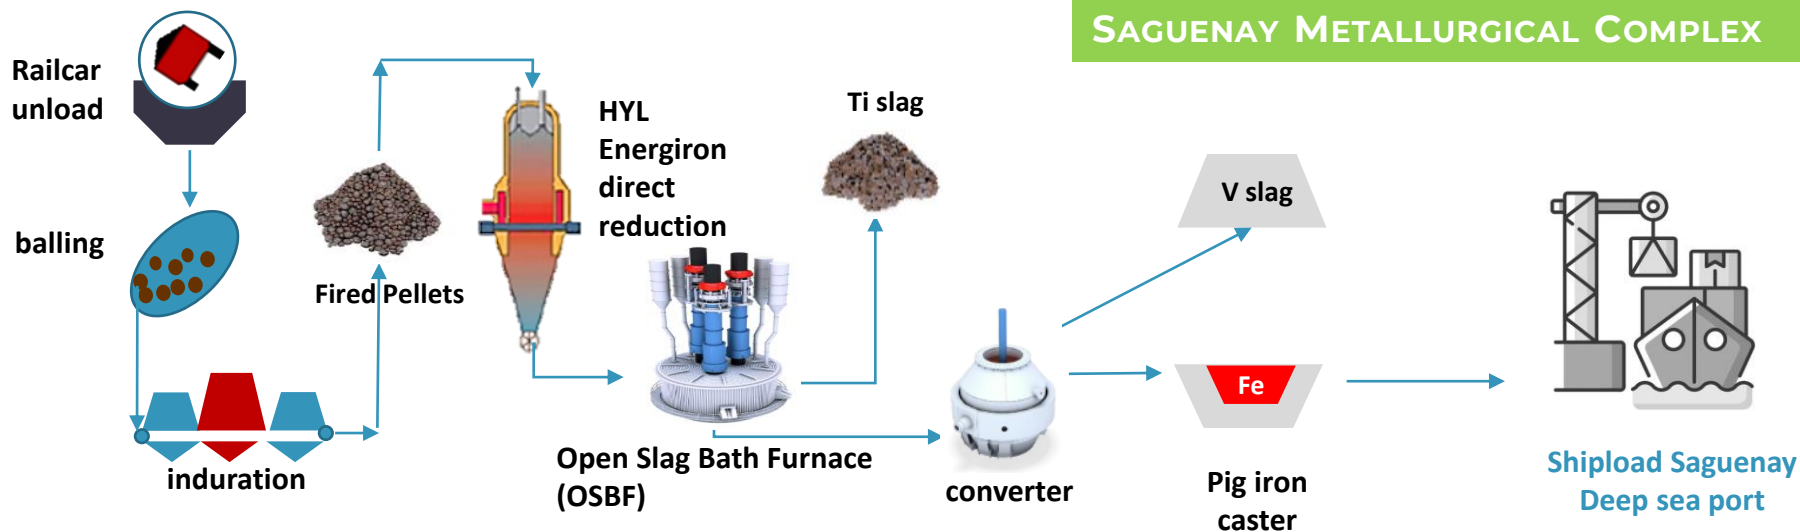 SAGUENAY METALLURGICAL COMPLEX
Railcar
unload
balling
induration
Fired Pellets
HYL
Energiron
direct
reduction
Ti slag
Open Slag Bath Furnace
(OSBF)
converter
V slag
Fe
Pig iron
caster
Shipload Saguenay
Deep sea port